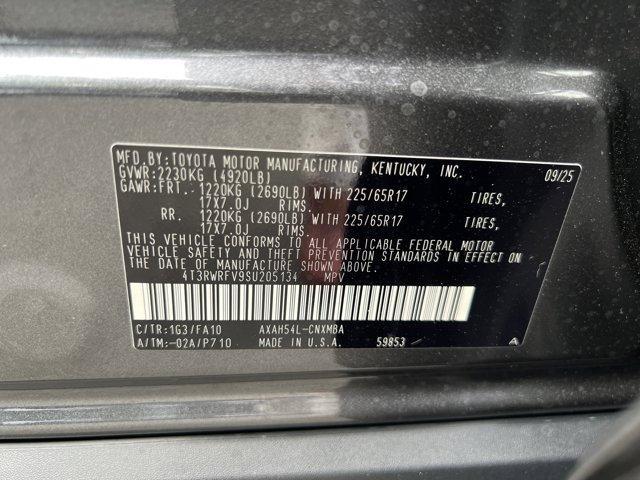 MFD.BY:TOYOTA MOTOR MANUFACTURING, KENTUCKY, INC. 09/25
GVWR:2230KG (4920LB)
GAWR:FRT. 1220KG (2690LB) WITH 225/65R17 TIRES,
17X7.0J RIMS.
RR. 1220KG (2690LB) WITH 225/65R17 TIRES,
17X7.0J RIMS.
THIS VEHICLE CONFORMS TO ALL APPLICABLE FEDERAL MOTOR
VEHICLE SAFETY AND THEFT PREVENTION STANDARDS IN EFFECT
ON THE DATE OF MANUFACTURE SHOWN ABOVE.
4T3RWRFV9SU205134 MPV
C/TR:1G3/FA10 AXAH54L-CNXMBA
A/TM:-02A/P710 MADE IN U.S.A. 59853 A